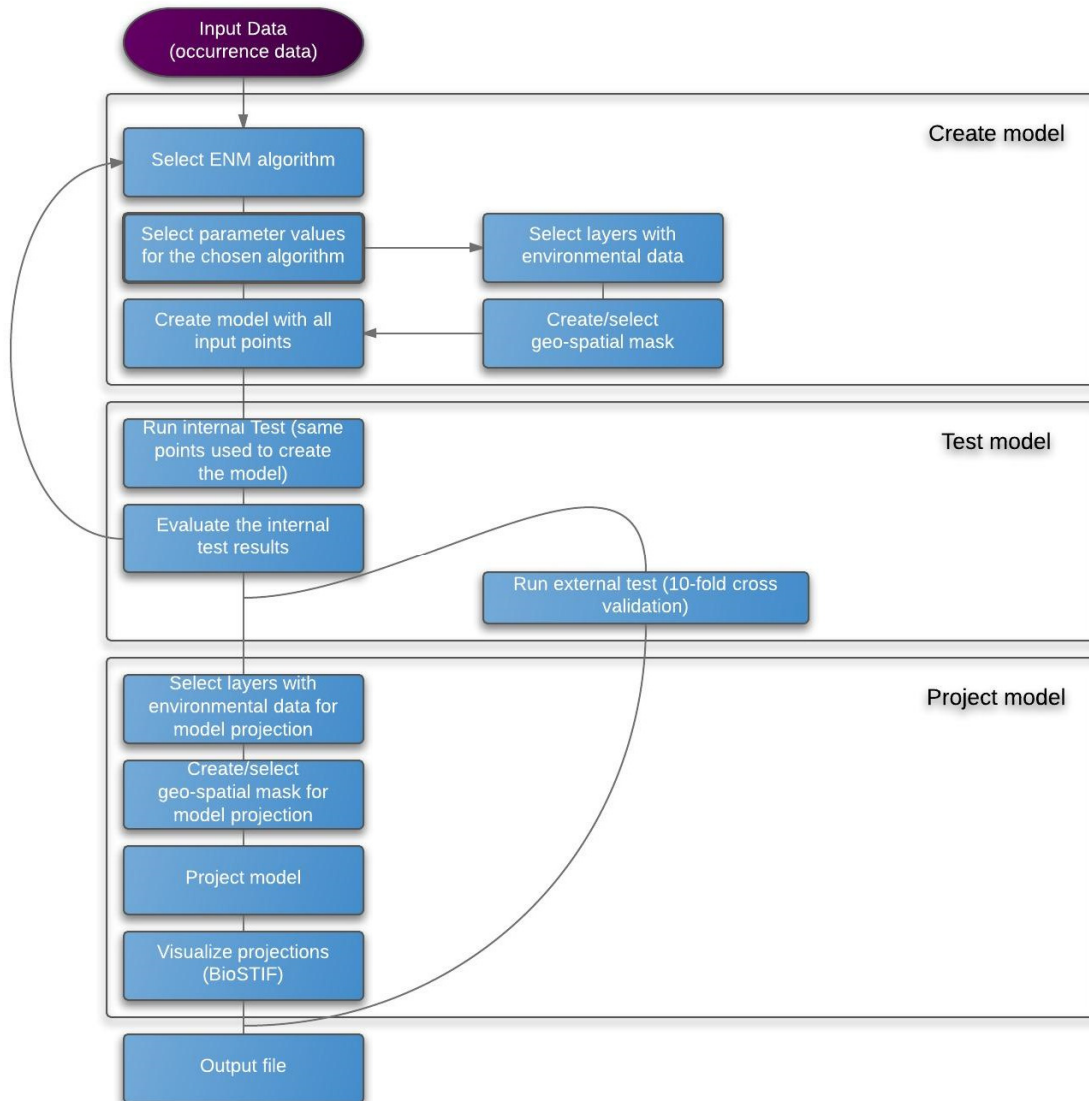 Input Data
(occurrence data)
Create model
Select ENM algorithm
Select parameter values
for the chosen algorithm
Select layers with
environmental data
Create model with all
input points
Create/select
geo-spatial mask
Test model
Run internal Test (same
points used to create
the model)
Evaluate the internal
test results
Run external test (10-fold cross
validation)
Project model
Select layers with
environmental data for
model projection
Create/select
geo-spatial mask for
model projection
Project model
Visualize projections
(BioSTIF)
Output file